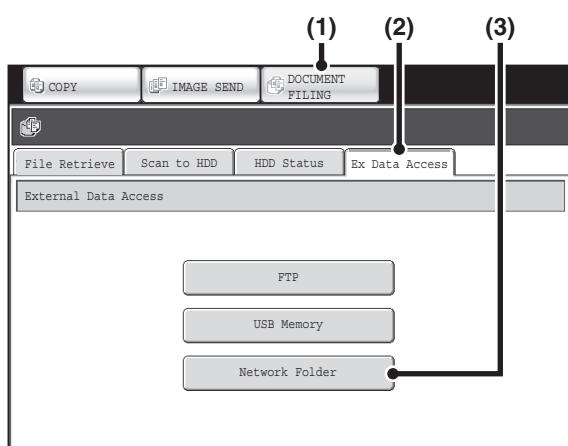 (1) (2) (3)
COPY IMAGE SEND DOCUMENT
FILING
File Retrieve Scan to HDD HDD Status Ex Data Access
External Data Access
FTP
USB Memory
Network Folder